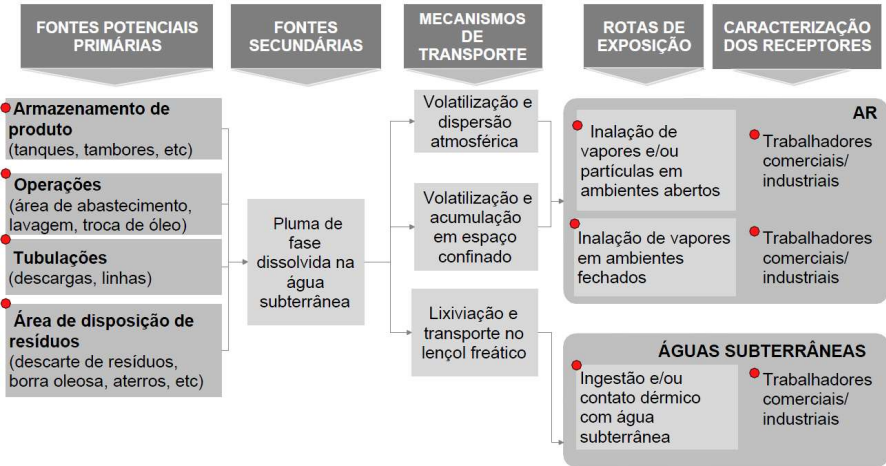 FONTES POTENCIAIS
PRIMÁRIAS
FONTES
SECUNDÁRIAS
MECANISMOS
DE
TRANSPORTE
ROTAS DE
EXPOSIÇÃO
CARACTERIZAÇÃO
DOS RECEPTORES
Armazenamento de
produto
(tanques, tambores, etc)
Operações
(área de abastecimento,
lavagem, troca de óleo)
Tubulações
(descargas, linhas)
Área de disposição de
resíduos
(descarte de resíduos,
borra oleosa, aterros, etc)
Pluma de
fase
dissolvida na
água
subterrânea
Volatilização e
dispersão
atmosférica
Volatilização e
acumulação
em espaço
confinado
Lixiviação e
transporte no
lençol freático
AR
Inalação de
vapores e/ou
partículas em
ambientes abertos
Trabalhadores
comerciais/
industriais
Inalação de vapores
em ambientes
fechados
Trabalhadores
comerciais/
industriais
ÁGUAS SUBTERRÂNEAS
Ingestão e/ou
contato dérmico
com água
subterrânea
Trabalhadores
comerciais/
industriais